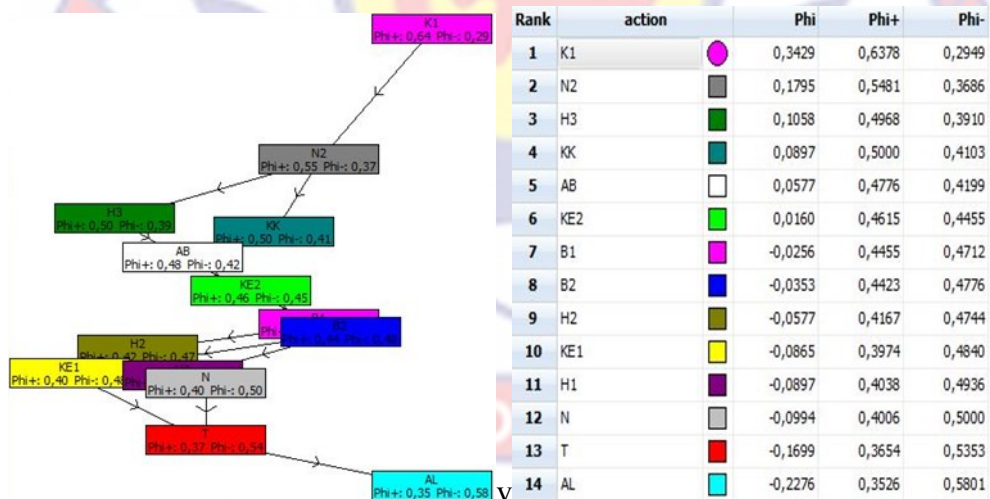 K1
Phi+: 0,64 Phi-: 0,29
N2
Phi+: 0,55 Phi-: 0,37
H3
Phi+: 0,50 Phi-: 0,39
KK
Phi+: 0,50 Phi-: 0,41
AB
Phi+: 0,48 Phi-: 0,42
KE2
Phi+: 0,46 Phi-: 0,45
B2
H2
Phi+: 0,42 Phi-: 0,47
KE1
Phi+: 0,40 Phi-: 0,48
N
Phi+: 0,40 Phi-: 0,50
T
Phi+: 0,37 Phi-: 0,54
AL
Phi+: 0,35 Phi-: 0,58
v
Rank action Phi Phi+ Phi-
1 K1 0,3429 0,6378 0,2949
2 N2 0,1795 0,5481 0,3686
3 H3 0,1058 0,4968 0,3910
4 KK 0,0897 0,5000 0,4103
5 AB 0,0577 0,4776 0,4199
6 KE2 0,0160 0,4615 0,4455
7 B1 -0,0256 0,4455 0,4712
8 B2 -0,0353 0,4423 0,4776
9 H2 -0,0577 0,4167 0,4744
10 KE1 -0,0865 0,3974 0,4840
11 H1 -0,0897 0,4038 0,4936
12 N -0,0994 0,4006 0,5000
13 T -0,1699 0,3654 0,5353
14 AL -0,2276 0,3526 0,5801